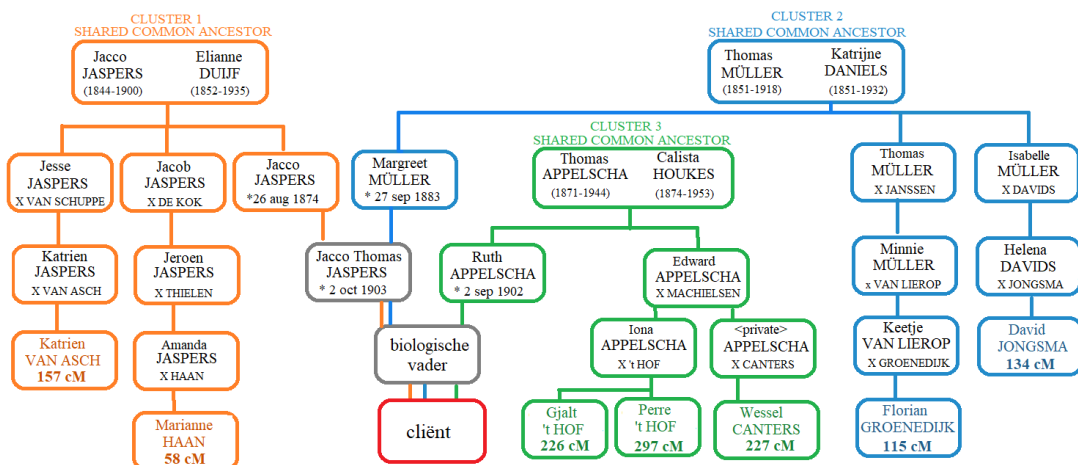 CLUSTER 1
SHARED COMMON ANCESTOR
Jacco
JASPERS
(1844-1900)
Elianne
DUIJF
(1852-1935)
CLUSTER 2
SHARED COMMON ANCESTOR
Thomas
MÜLLER
(1851-1918)
Katrijne
DANIELS
(1851-1932)
CLUSTER 3
SHARED COMMON ANCESTOR
Thomas
APPELSCHA
(1871-1944)
Calista
HOUKES
(1874-1953)
Jesse
JASPERS
X VAN SCHUPPE
Jacob
JASPERS
X DE KOK
Jacco
JASPERS
*26 aug 1874
Margreet
MÜLLER
* 27 sep 1883
Thomas
MÜLLER
X JANSSEN
Isabelle
MÜLLER
X DAVIDS
Katrien
JASPERS
X VAN ASCH
Jeroen
JASPERS
X THIELEN
Jacco Thomas
JASPERS
* 2 oct 1903
Ruth
APPELSCHA
* 2 sep 1902
Edward
APPELSCHA
X MACHIELSEN
Minnie
MÜLLER
x VAN LIEROP
Helena
DAVIDS
X JONGSMA
Katrien
VAN ASCH
157 cM
Amanda
JASPERS
X HAAN
biologische
vader
Iona
APPELSCHA
X 't HOF
<private>
APPELSCHA
X CANTERS
Keetje
VAN LIEROP
X GROENEDIJK
David
JONGSMA
134 cM
Marianne
HAAN
58 cM
cliënt
Gjalt
't HOF
226 cM
Perre
't HOF
297 cM
Wessel
CANTERS
227 cM
Florian
GROENEDIJK
115 cM